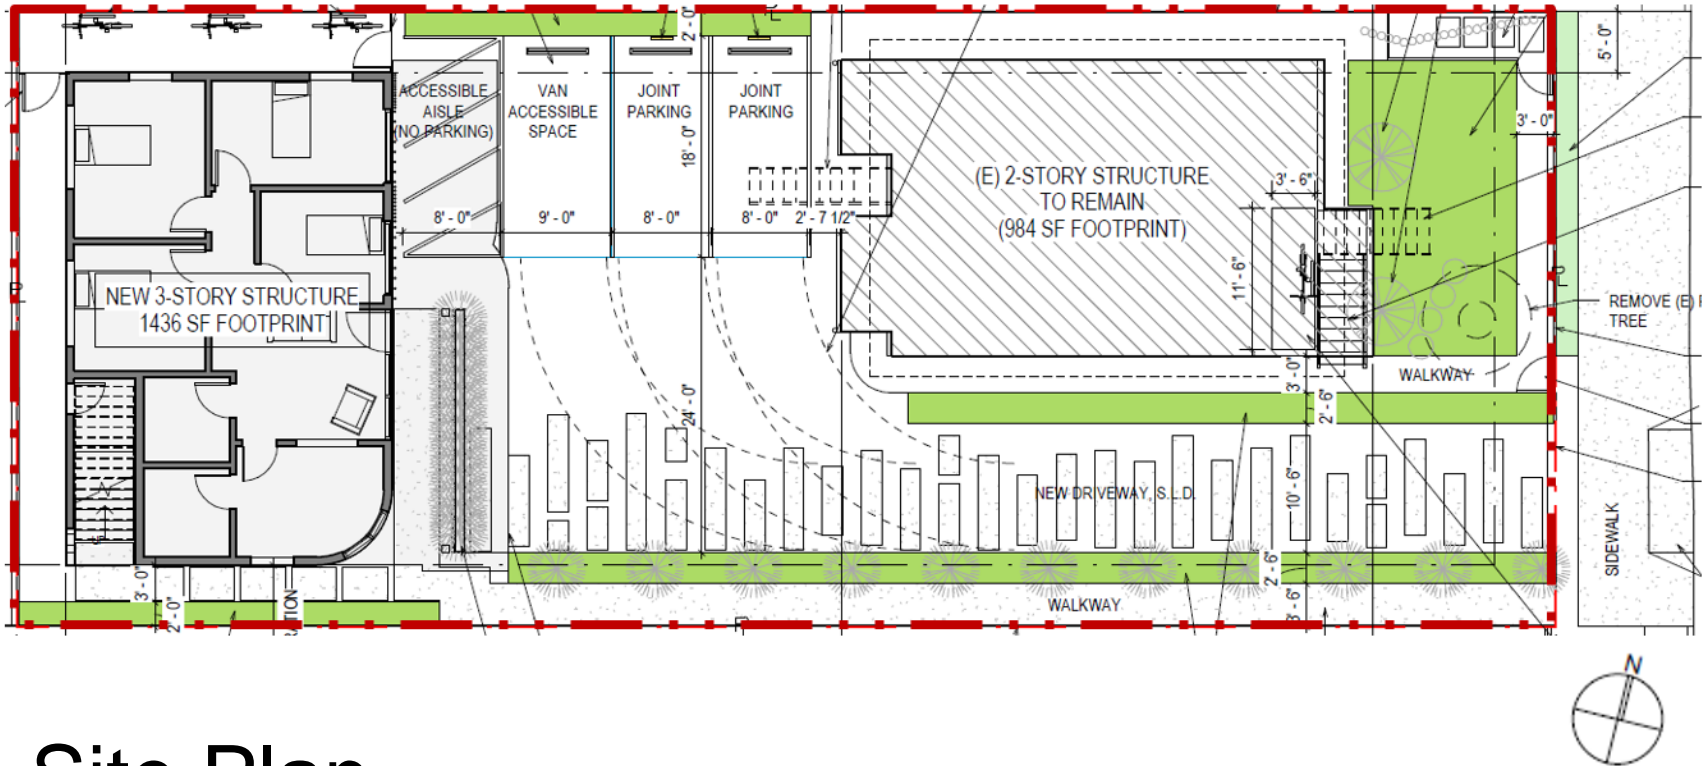 2' - 0"
5' - 0"
ACCESSIBLE
AISLE
(NO PARKING)
VAN
ACCESSIBLE
SPACE
JOINT
PARKING
JOINT
PARKING
18' - 0"
3' - 0"
(E) 2-STORY STRUCTURE
TO REMAIN
(984 SF FOOTPRINT)
3' - 6"
8' - 0"
9' - 0"
8' - 0"
8' - 0"
2' - 7 1/2"
11' - 6"
NEW 3-STORY STRUCTURE
1436 SF FOOTPRINT
REMOVE (E)
TREE
WALKWAY
3' - 0"
2' - 6"
24' - 0"
NEW DRIVEWAY, S.L.D.
10' - 6"
SIDEWALK
UP
3' - 0"
2' - 0"
2' - 6"
3' - 6"
WALKWAY
N
Site Plan